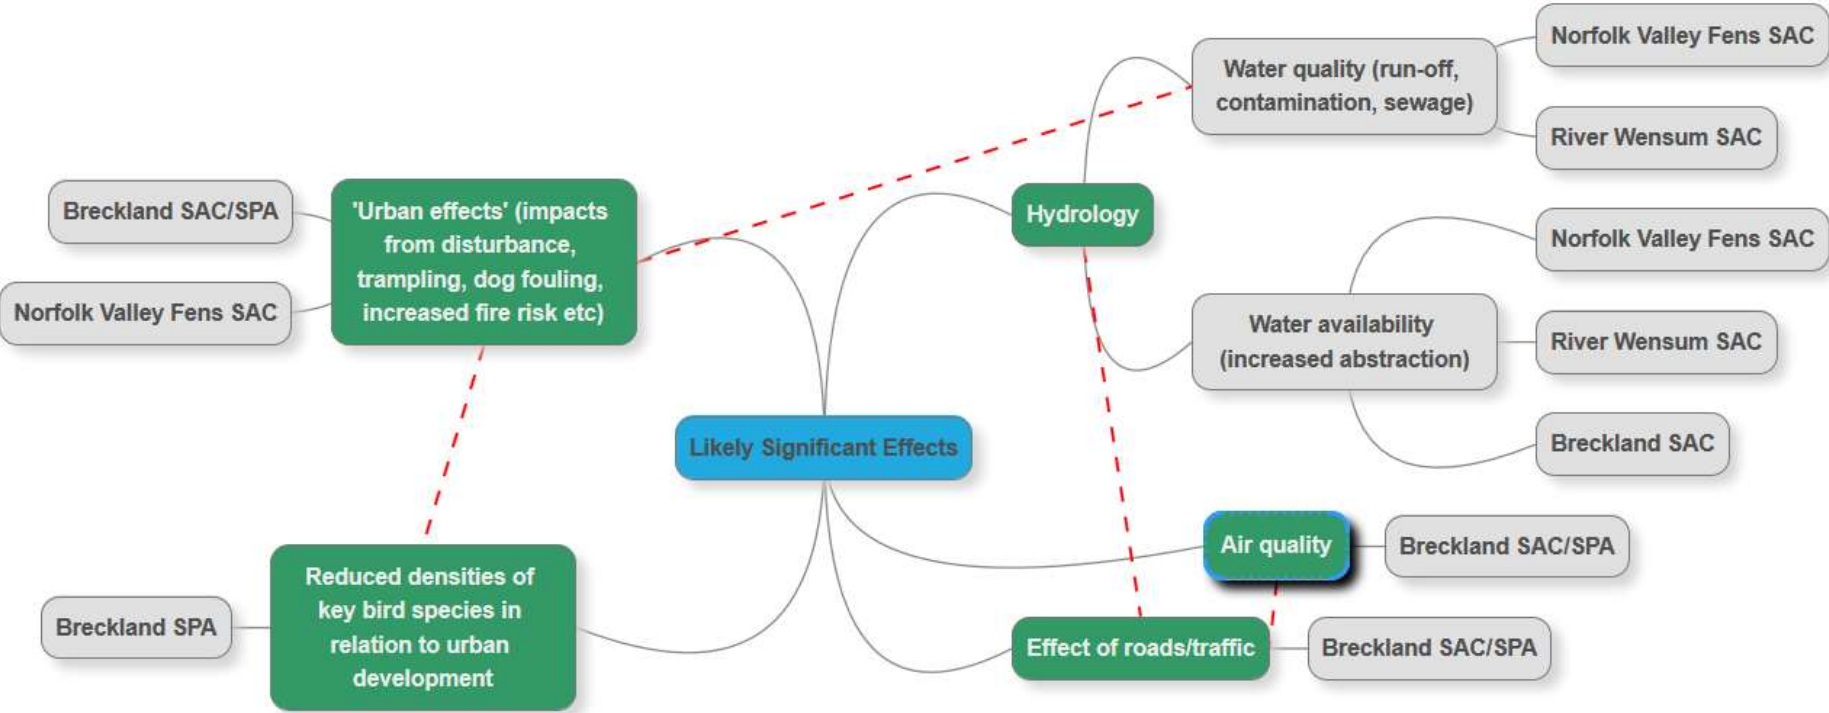 Norfolk Valley Fens SAC
Water quality (run-off,
contamination, sewage)
River Wensum SAC
Breckland SAC/SPA
'Urban effects' (impacts
from disturbance,
trampling, dog fouling,
increased fire risk etc)
Norfolk Valley Fens SAC
Hydrology
Norfolk Valley Fens SAC
Water availability
(increased abstraction)
River Wensum SAC
Breckland SAC
Likely Significant Effects
Air quality
Breckland SAC/SPA
Reduced densities of
key bird species in
relation to urban
development
Breckland SPA
Effect of roads/traffic
Breckland SAC/SPA